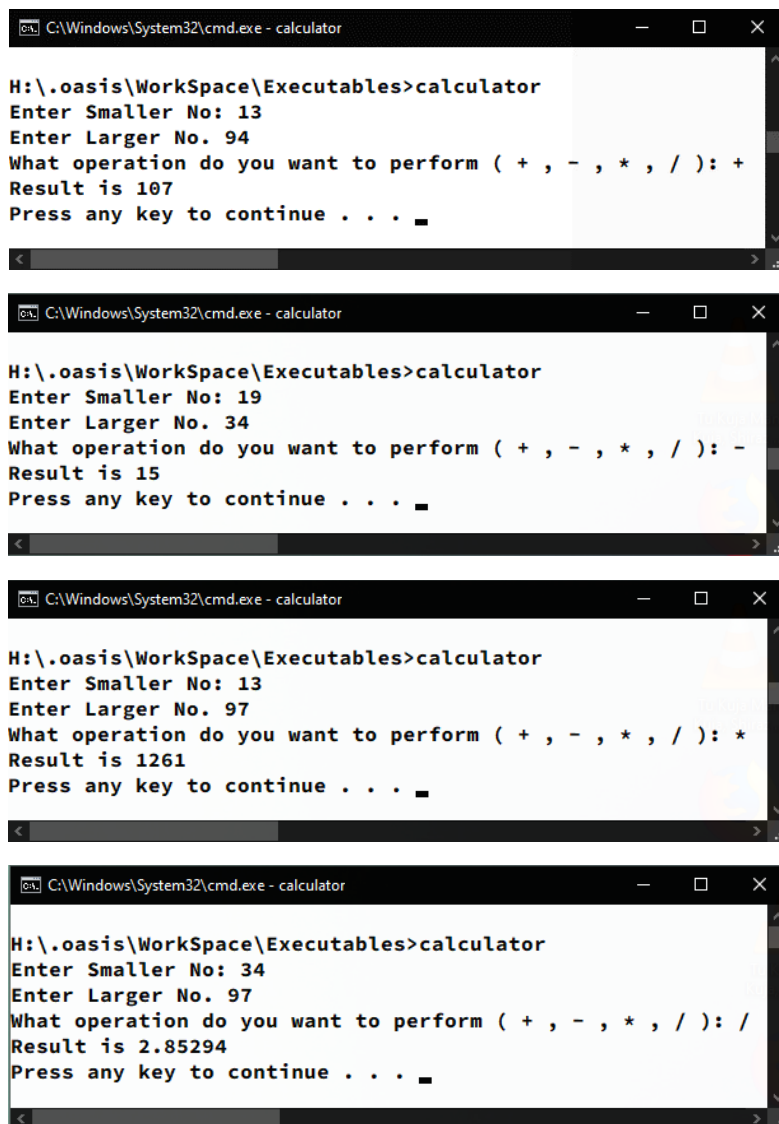 C:\Windows\System32\cmd.exe - calculator
H:\.oasis\WorkSpace\Executables>calculator
Enter Smaller No: 13
Enter Larger No. 94
What operation do you want to perform ( + , - , * , / ): +
Result is 107
Press any key to continue . . .
C:\Windows\System32\cmd.exe - calculator
H:\.oasis\WorkSpace\Executables>calculator
Enter Smaller No: 19
Enter Larger No. 34
What operation do you want to perform ( + , - , * , / ): -
Result is 15
Press any key to continue . . .
C:\Windows\System32\cmd.exe - calculator
H:\.oasis\WorkSpace\Executables>calculator
Enter Smaller No: 13
Enter Larger No. 97
What operation do you want to perform ( + , - , * , / ): *
Result is 1261
Press any key to continue . . .
C:\Windows\System32\cmd.exe - calculator
H:\.oasis\WorkSpace\Executables>calculator
Enter Smaller No: 34
Enter Larger No. 97
What operation do you want to perform ( + , - , * , / ): /
Result is 2.85294
Press any key to continue . . .